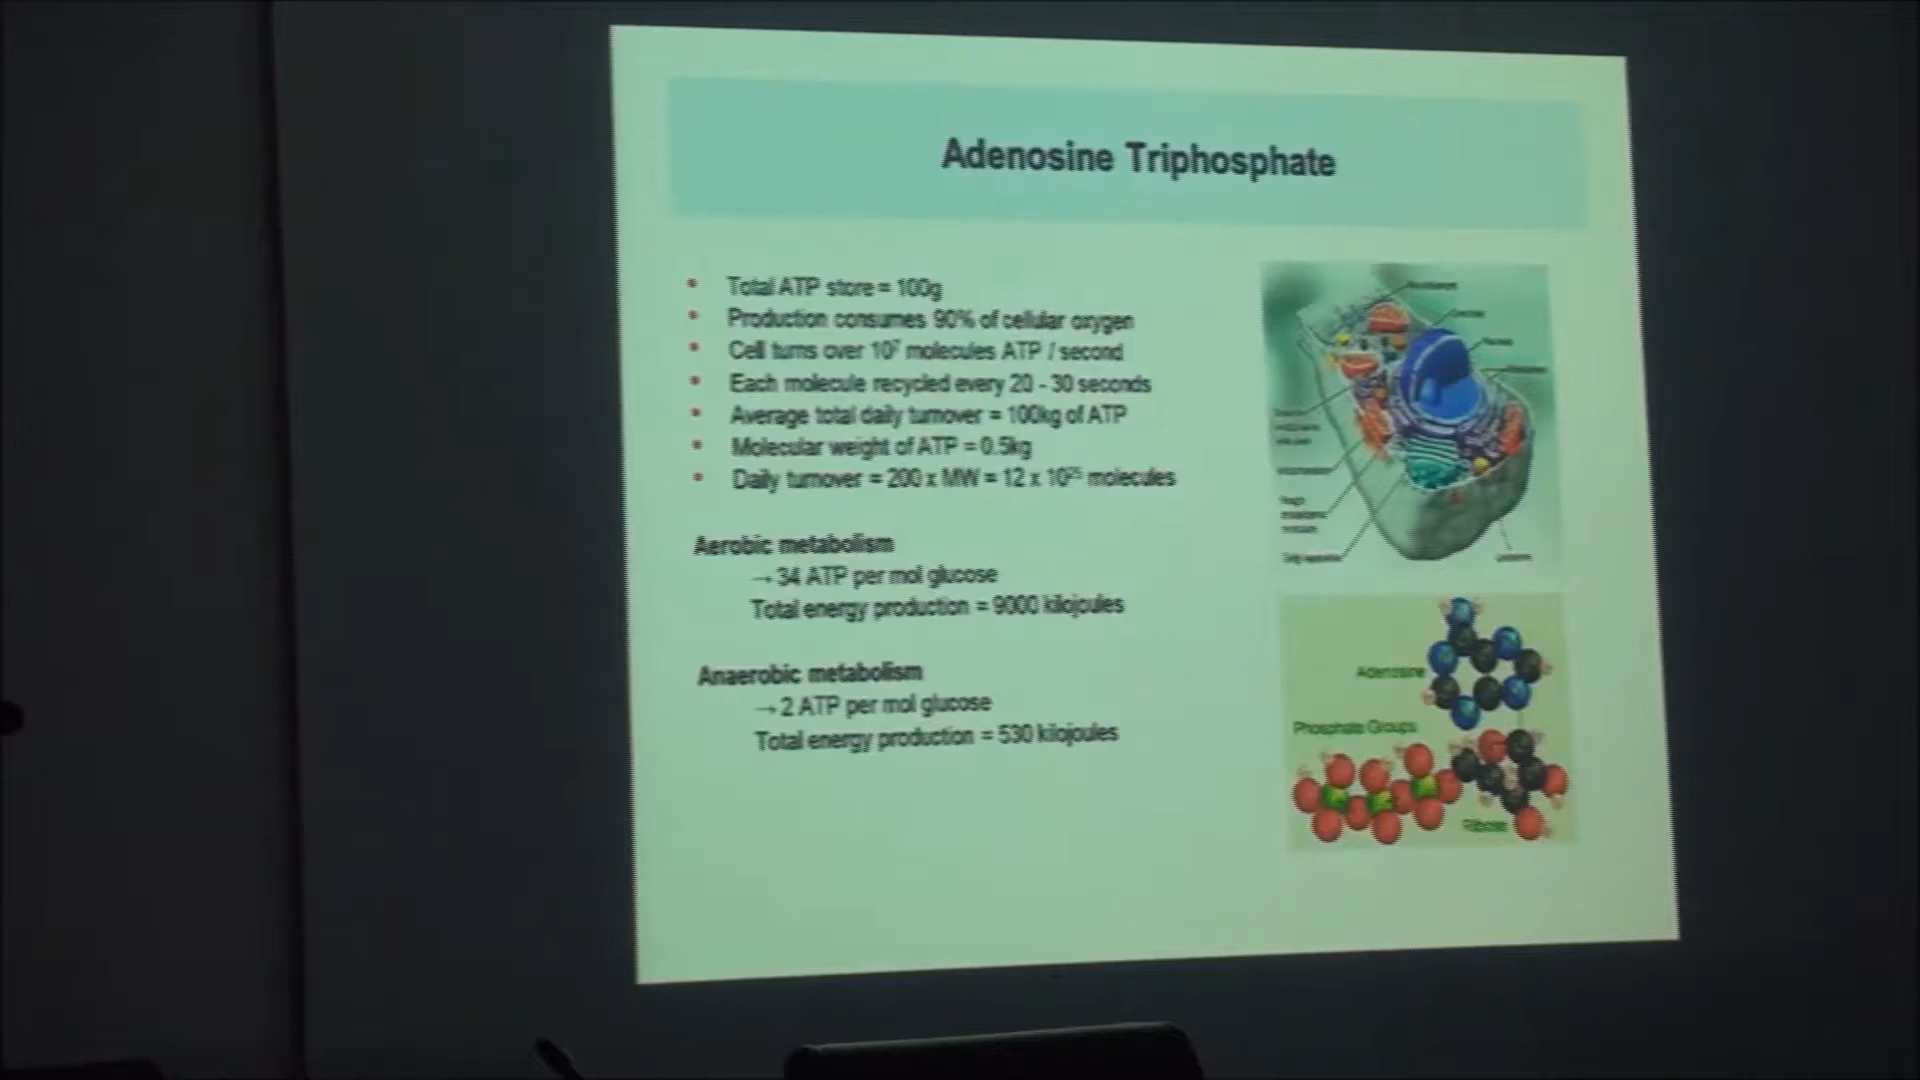 Adenosine Triphosphate
• Total ATP store = 100g
• Production consumes 90% of cellular oxygen
• Cell turns over 10⁷ molecules ATP / second
• Each molecule recycled every 20 - 30 seconds
• Average total daily turnover = 100kg of ATP
• Molecular weight of ATP = 0.5kg
• Daily turnover = 200 x MW = 12 x 10²⁵ molecules
Aerobic metabolism
→ 34 ATP per mol glucose
Total energy production = 9000 kilojoules
Anaerobic metabolism
→ 2 ATP per mol glucose
Total energy production = 530 kilojoules
Adenosine
Phosphate Groups
Ribose